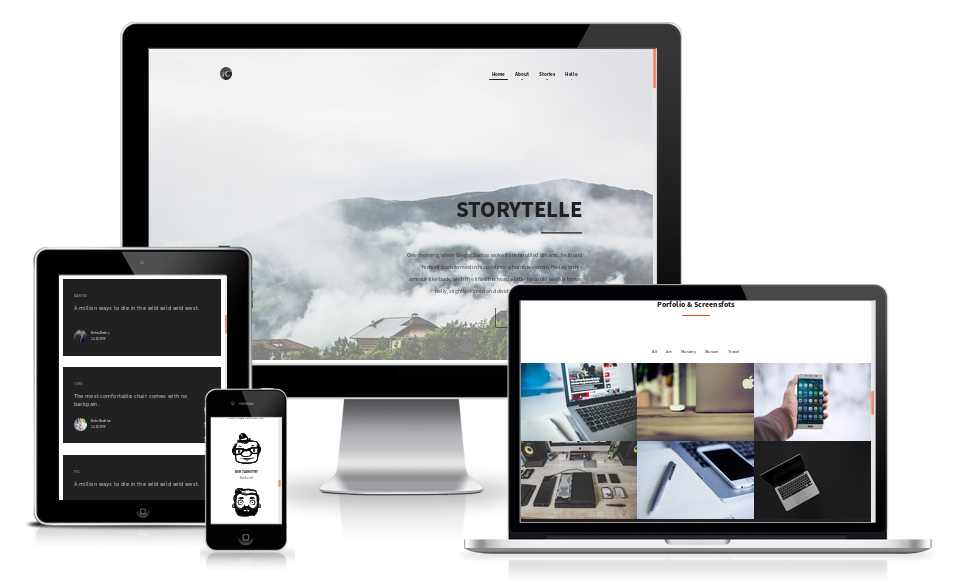 Home About Stories Hello
STORYTELLE
One morning, when Gregor Samsa woke from troubled dreams, he found
himself transformed in his bed into a horrible vermin. He lay on his
armour-like back, and if he lifted his head a little he could see his brown
belly, slightly domed and divid
A million ways to die in the wild wild wild west.
COMIC
The most comfortable chair comes with no
backpain.
A million ways to die in the wild wild wild west.
Porfolio & Screensfots
All Art Mustery Illusion Travel